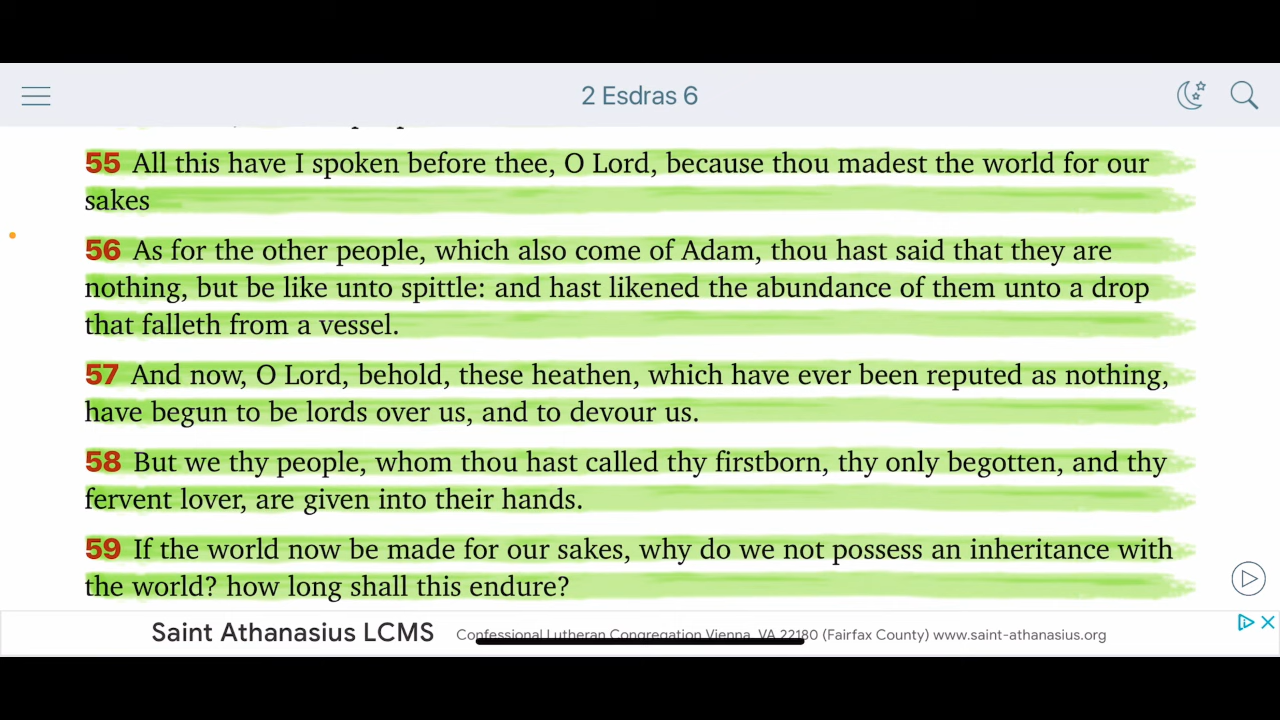 2 Esdras 6
55 All this have I spoken before thee, O Lord, because thou madest the world for our
sakes
56 As for the other people, which also come of Adam, thou hast said that they are
nothing, but be like unto spittle: and hast likened the abundance of them unto a drop
that falleth from a vessel.
57 And now, O Lord, behold, these heathen, which have ever been reputed as nothing,
have begun to be lords over us, and to devour us.
58 But we thy people, whom thou hast called thy firstborn, thy only begotten, and thy
fervent lover, are given into their hands.
59 If the world now be made for our sakes, why do we not possess an inheritance with
the world? how long shall this endure?
Saint Athanasius LCMS Confessional Lutheran Congregation Vienna, VA 22180 (Fairfax County) www.saint-athanasius.org